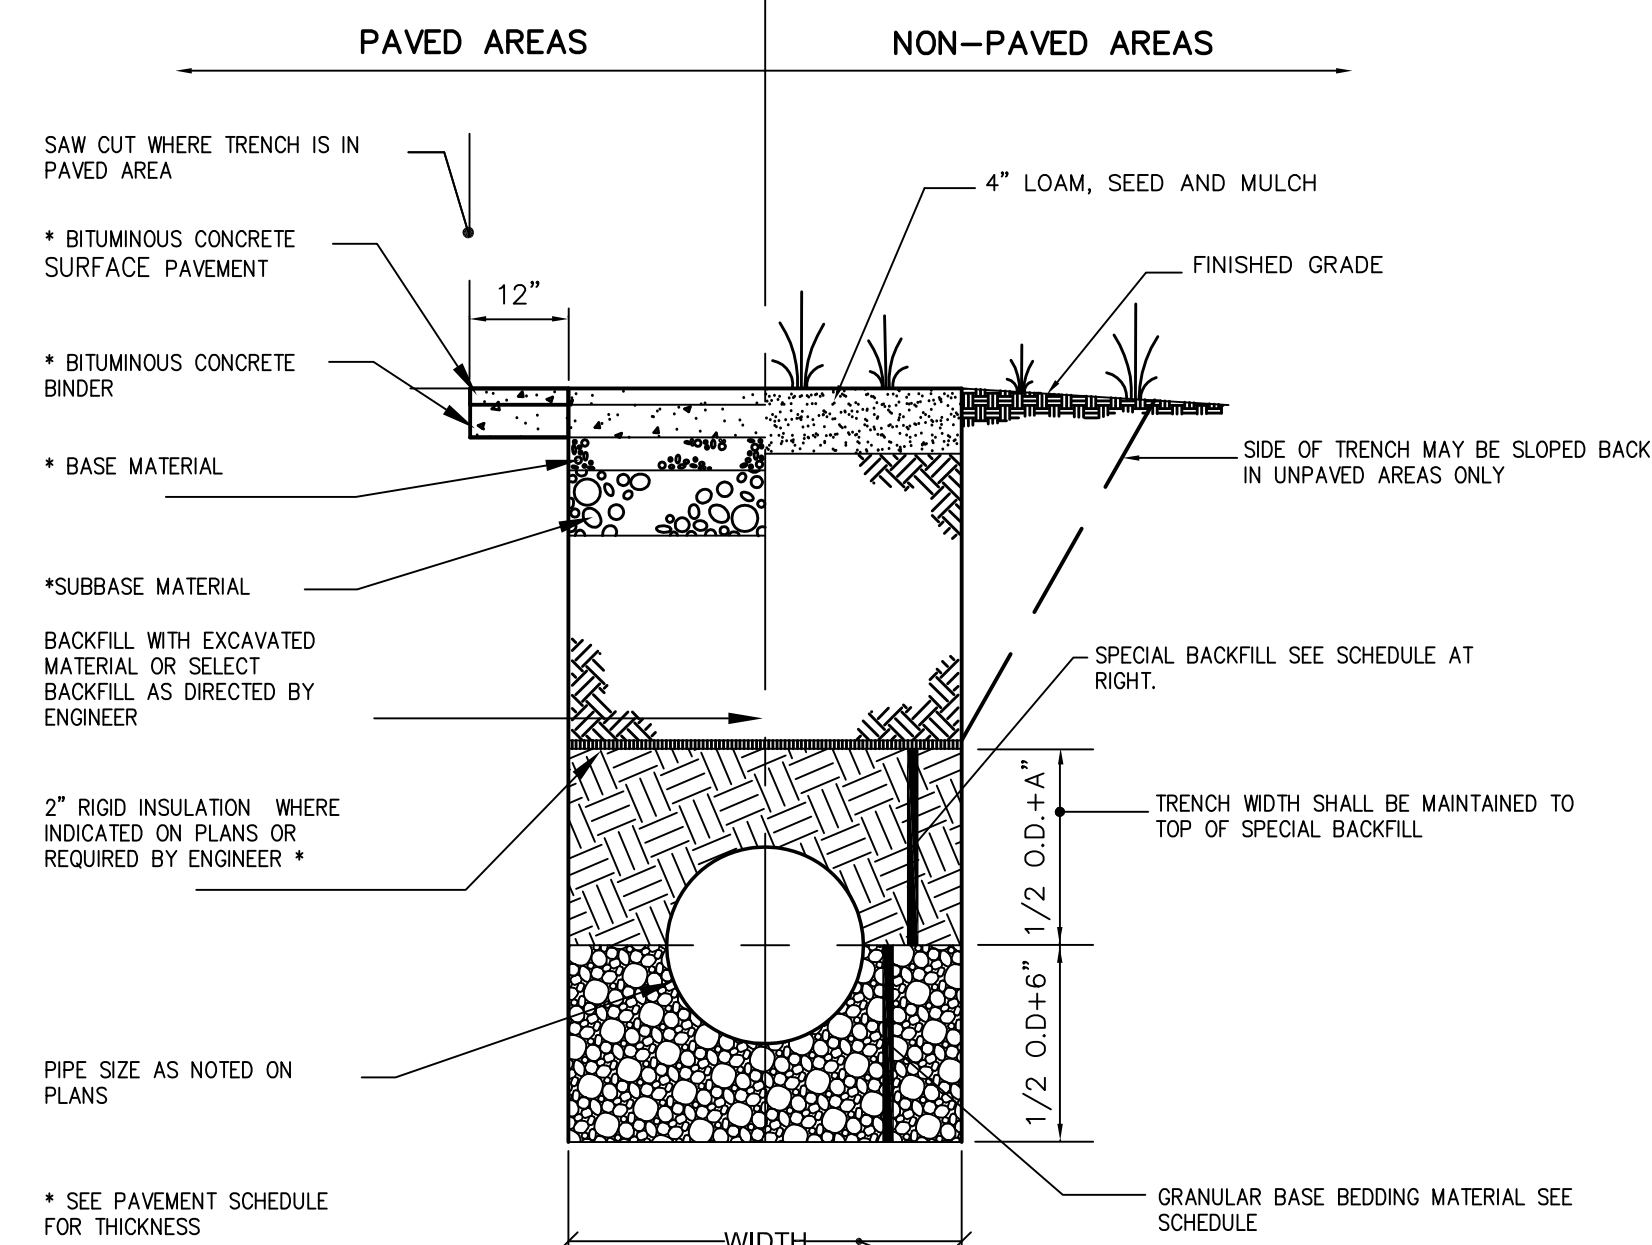 PAVED AREAS
NON-PAVED AREAS
SAW CUT WHERE TRENCH IS IN
PAVED AREA
* BITUMINOUS CONCRETE
SURFACE PAVEMENT
12”
* BITUMINOUS CONCRETE
BINDER
* BASE MATERIAL
*SUBBASE MATERIAL
BACKFILL WITH EXCAVATED
MATERIAL OR SELECT
BACKFILL AS DIRECTED BY
ENGINEER
2” RIGID INSULATION WHERE
INDICATED ON PLANS OR
REQUIRED BY ENGINEER *
PIPE SIZE AS NOTED ON
PLANS
* SEE PAVEMENT SCHEDULE
FOR THICKNESS
4” LOAM, SEED AND MULCH
FINISHED GRADE
SIDE OF TRENCH MAY BE SLOPED BACK
IN UNPAVED AREAS ONLY
SPECIAL BACKFILL SEE SCHEDULE AT
RIGHT.
1/2 O.D.+A”
TRENCH WIDTH SHALL BE MAINTAINED TO
TOP OF SPECIAL BACKFILL
1/2 O.D+6”
GRANULAR BASE BEDDING MATERIAL SEE
SCHEDULE
WIDTH